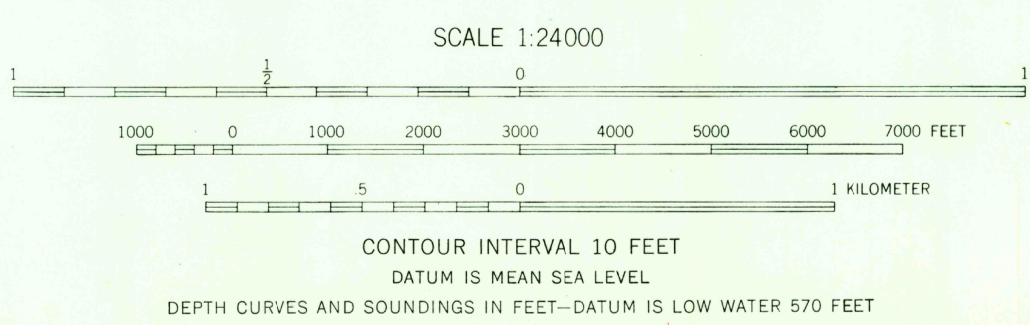 SCALE 1:24000
1 1/2 0 1
1000 0 1000 2000 3000 4000 5000 6000 7000 FEET
1 .5 0 1 KILOMETER
CONTOUR INTERVAL 10 FEET
DATUM IS MEAN SEA LEVEL
DEPTH CURVES AND SOUNDINGS IN FEET—DATUM IS LOW WATER 570 FEET